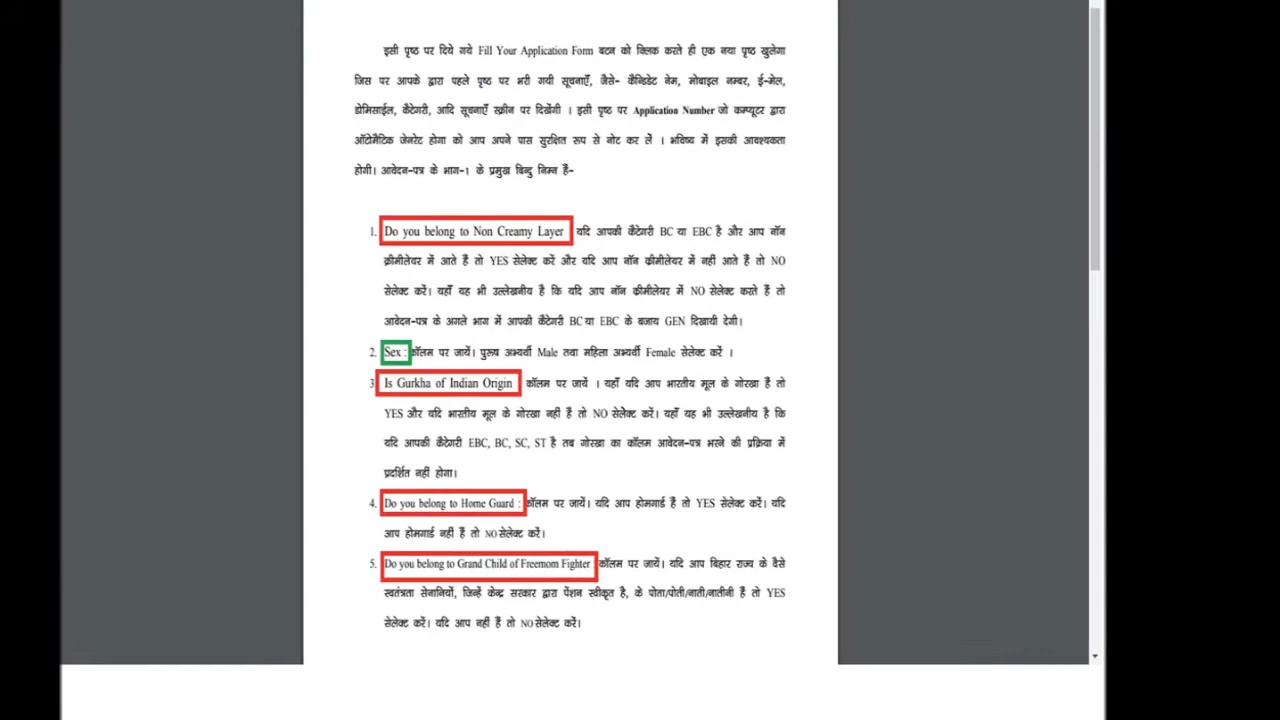 इसी पृष्ठ पर दिये गये Fill Your Application Form बटन को क्लिक करते ही एक नया पृष्ठ खुलेगा
जिस पर आपके द्वारा पहले पृष्ठ पर भरी गयी सूचनाएँ, जैसे- कैन्डिडेट नेम, मोबाइल नम्बर, ई-मेल,
डोमिसाईल, कैटेगरी, आदि सूचनाएँ स्क्रीन पर दिखेंगी । इसी पृष्ठ पर Application Number जो कम्प्यूटर द्वारा
ऑटोमैटिक जेनरेट होगा को आप अपने पास सुरक्षित रूप से नोट कर लें । भविष्य में इसकी आवश्यकता
होगी। आवेदन-पत्र के भाग-1 के प्रमुख बिन्दु निम्न हैं-
1. Do you belong to Non Creamy Layer यदि आपकी कैटेगरी BC या EBC है और आप नॉन
क्रीमीलेयर में आते हैं तो YES सेलेक्ट करें और यदि आप नॉन क्रीमीलेयर में नहीं आते हैं तो NO
सेलेक्ट करें। यहाँ यह भी उल्लेखनीय है कि यदि आप नॉन क्रीमीलेयर में NO सेलेक्ट करते हैं तो
आवेदन-पत्र के अगले भाग में आपकी कैटेगरी BC या EBC के बजाय GEN दिखायी देगी।
2. Sex : कॉलम पर जायें। पुरूष अभ्यर्थी Male तथा महिला अभ्यर्थी Female सेलेक्ट करें ।
3 Is Gurkha of Indian Origin कॉलम पर जायें । यहाँ यदि आप भारतीय मूल के गोरखा हैं तो
YES और यदि भारतीय मूल के गोरखा नहीं हैं तो NO सेलेक्ट करें। यहाँ यह भी उल्लेखनीय है कि
यदि आपकी कैटेगरी EBC, BC, SC, ST है तब गोरखा का कॉलम आवेदन-पत्र भरने की प्रक्रिया में
प्रदर्शित नहीं होगा।
4. Do you belong to Home Guard : कॉलम पर जायें। यदि आप होमगार्ड हैं तो YES सेलेक्ट करें। यदि
आप होमगार्ड नहीं हैं तो NO सेलेक्ट करें।
5. Do you belong to Grand Child of Freemom Fighter कॉलम पर जायें। यदि आप बिहार राज्य के वैसे
स्वतंत्रता सेनानियों, जिन्हें केन्द्र सरकार द्वारा पेंशन स्वीकृत है, के पोता/पोती/नाती/नातीनी हैं तो YES
सेलेक्ट करें। यदि आप नहीं हैं तो NO सेलेक्ट करें।